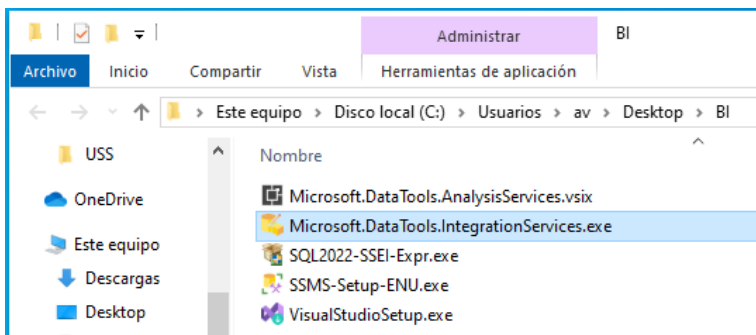 Administrar BI
Archivo Inicio Compartir Vista Herramientas de aplicación
Este equipo > Disco local (C:) > Usuarios > av > Desktop > BI
USS
Nombre
OneDrive
Microsoft.DataTools.AnalysisServices.vsix
Microsoft.DataTools.IntegrationServices.exe
Este equipo
SQL2022-SSEI-Expr.exe
Descargas
SSMS-Setup-ENU.exe
Desktop
VisualStudioSetup.exe